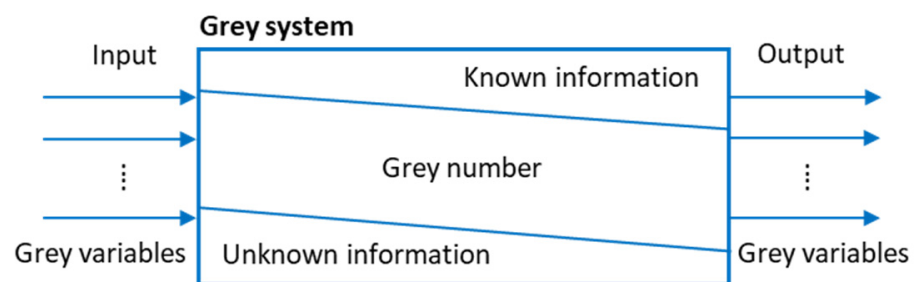 Grey system
Input
Output
Known information
Grey number
Grey variables
Unknown information
Grey variables